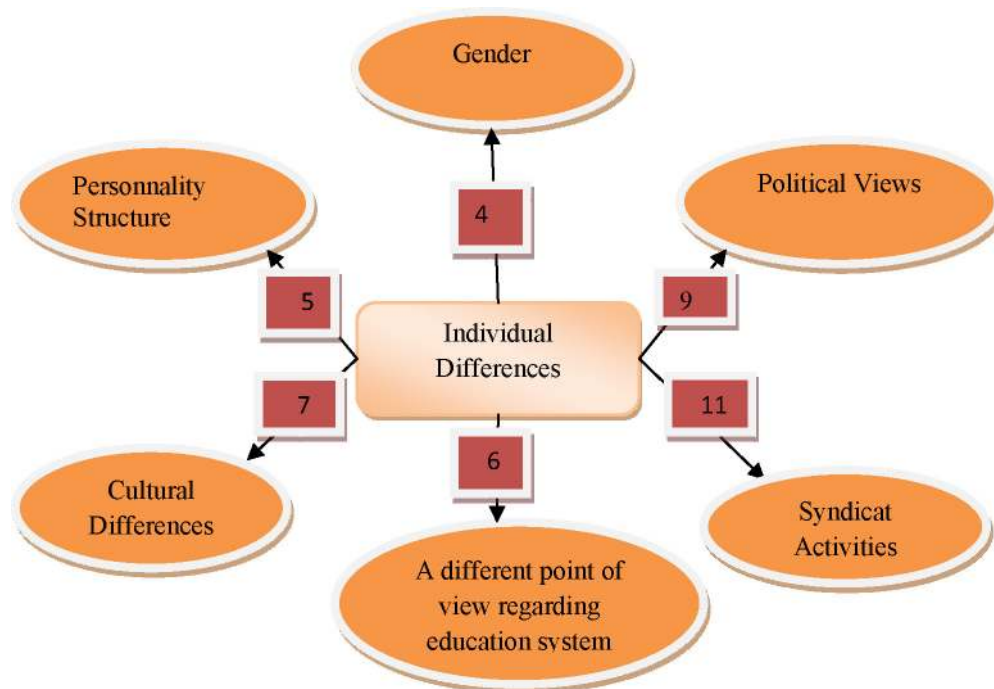 Gender
Personnality
Structure
Political Views
4
5
9
Individual
Differences
7
11
6
Cultural
Differences
Syndicat
Activities
A different point of
view regarding
education system